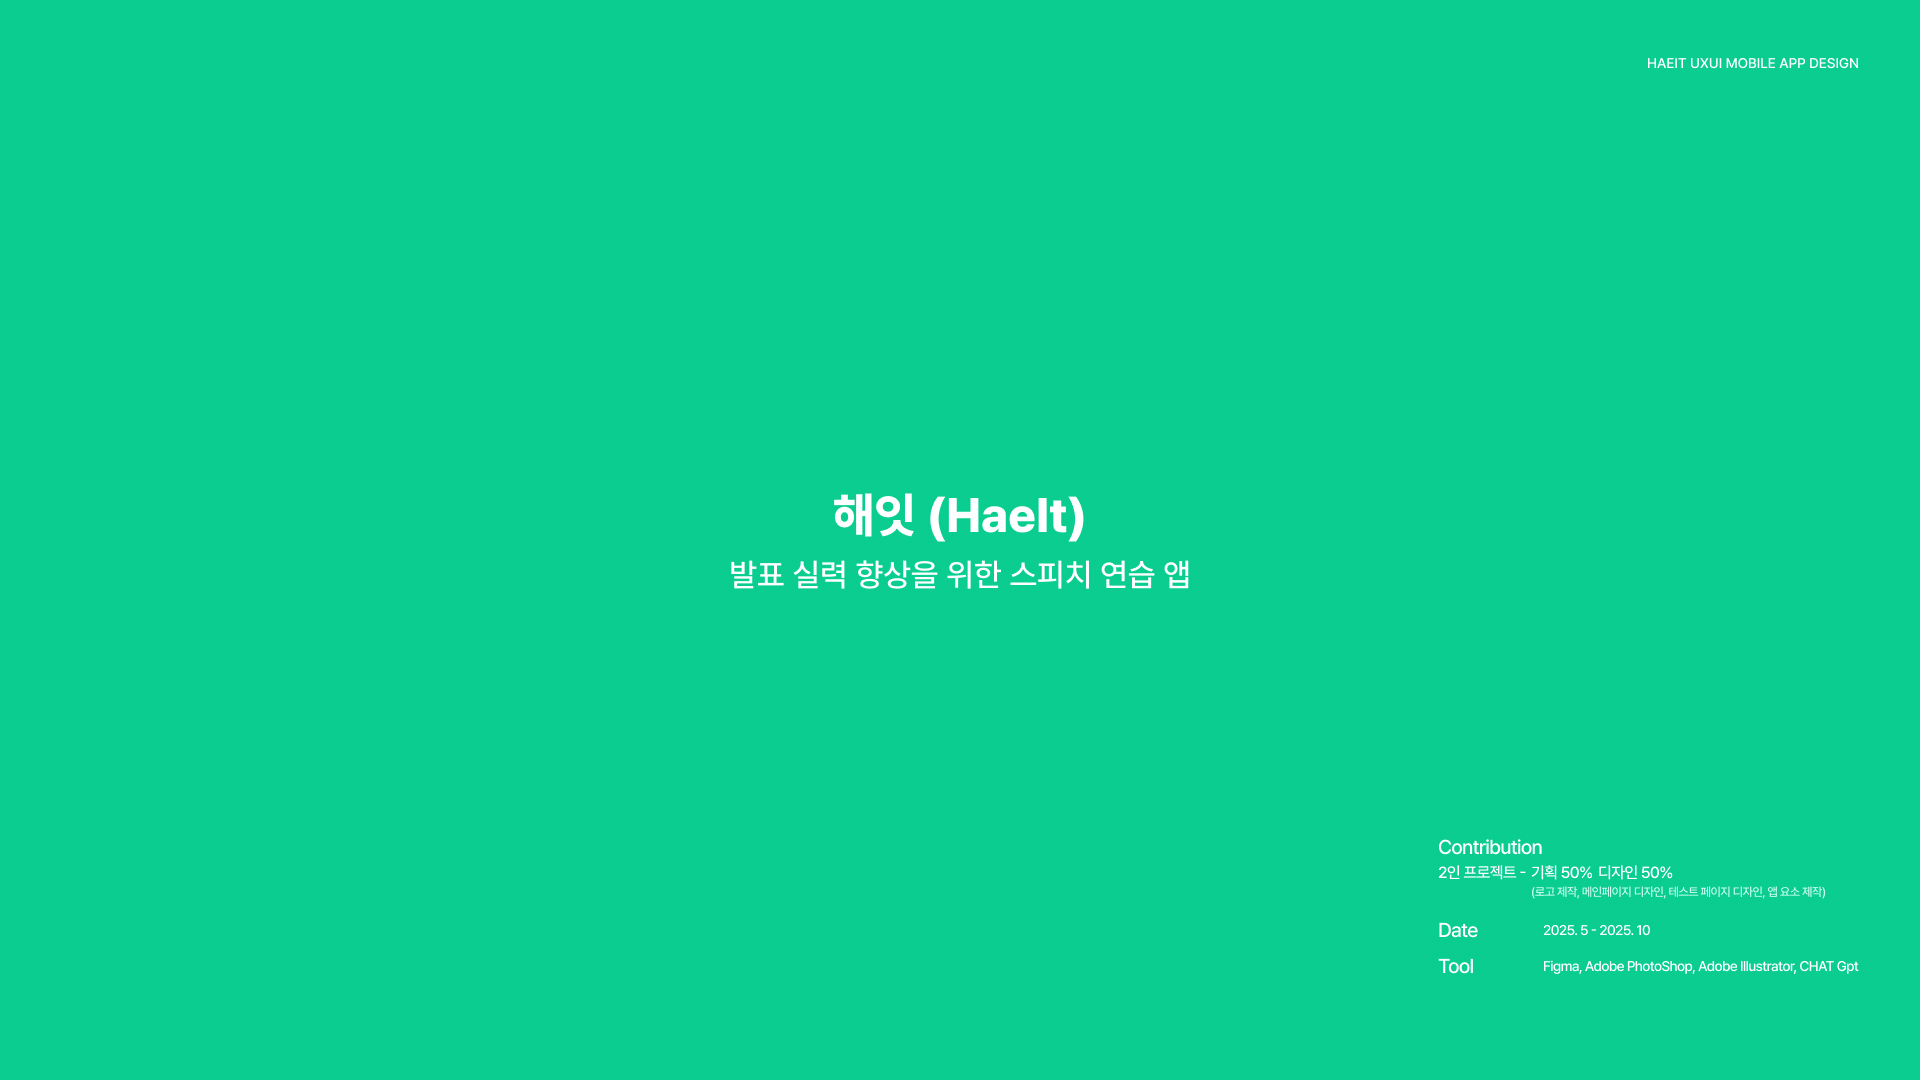 HAEIT UXUI MOBILE APP DESIGN
해잇 (HaeIt)
발표 실력 향상을 위한 스피치 연습 앱
Contribution
2인 프로젝트 - 기획 50% 디자인 50%
(로고 제작, 메인페이지 디자인, 테스트 페이지 디자인, 앱 요소 제작)
Date 2025. 5 - 2025. 10
Tool Figma, Adobe PhotoShop, Adobe Illustrator, CHAT Gpt